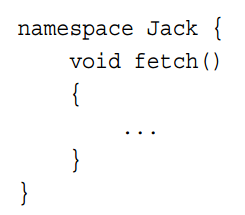 namespace Jack {
    void fetch()
    {
        ...
    }
}